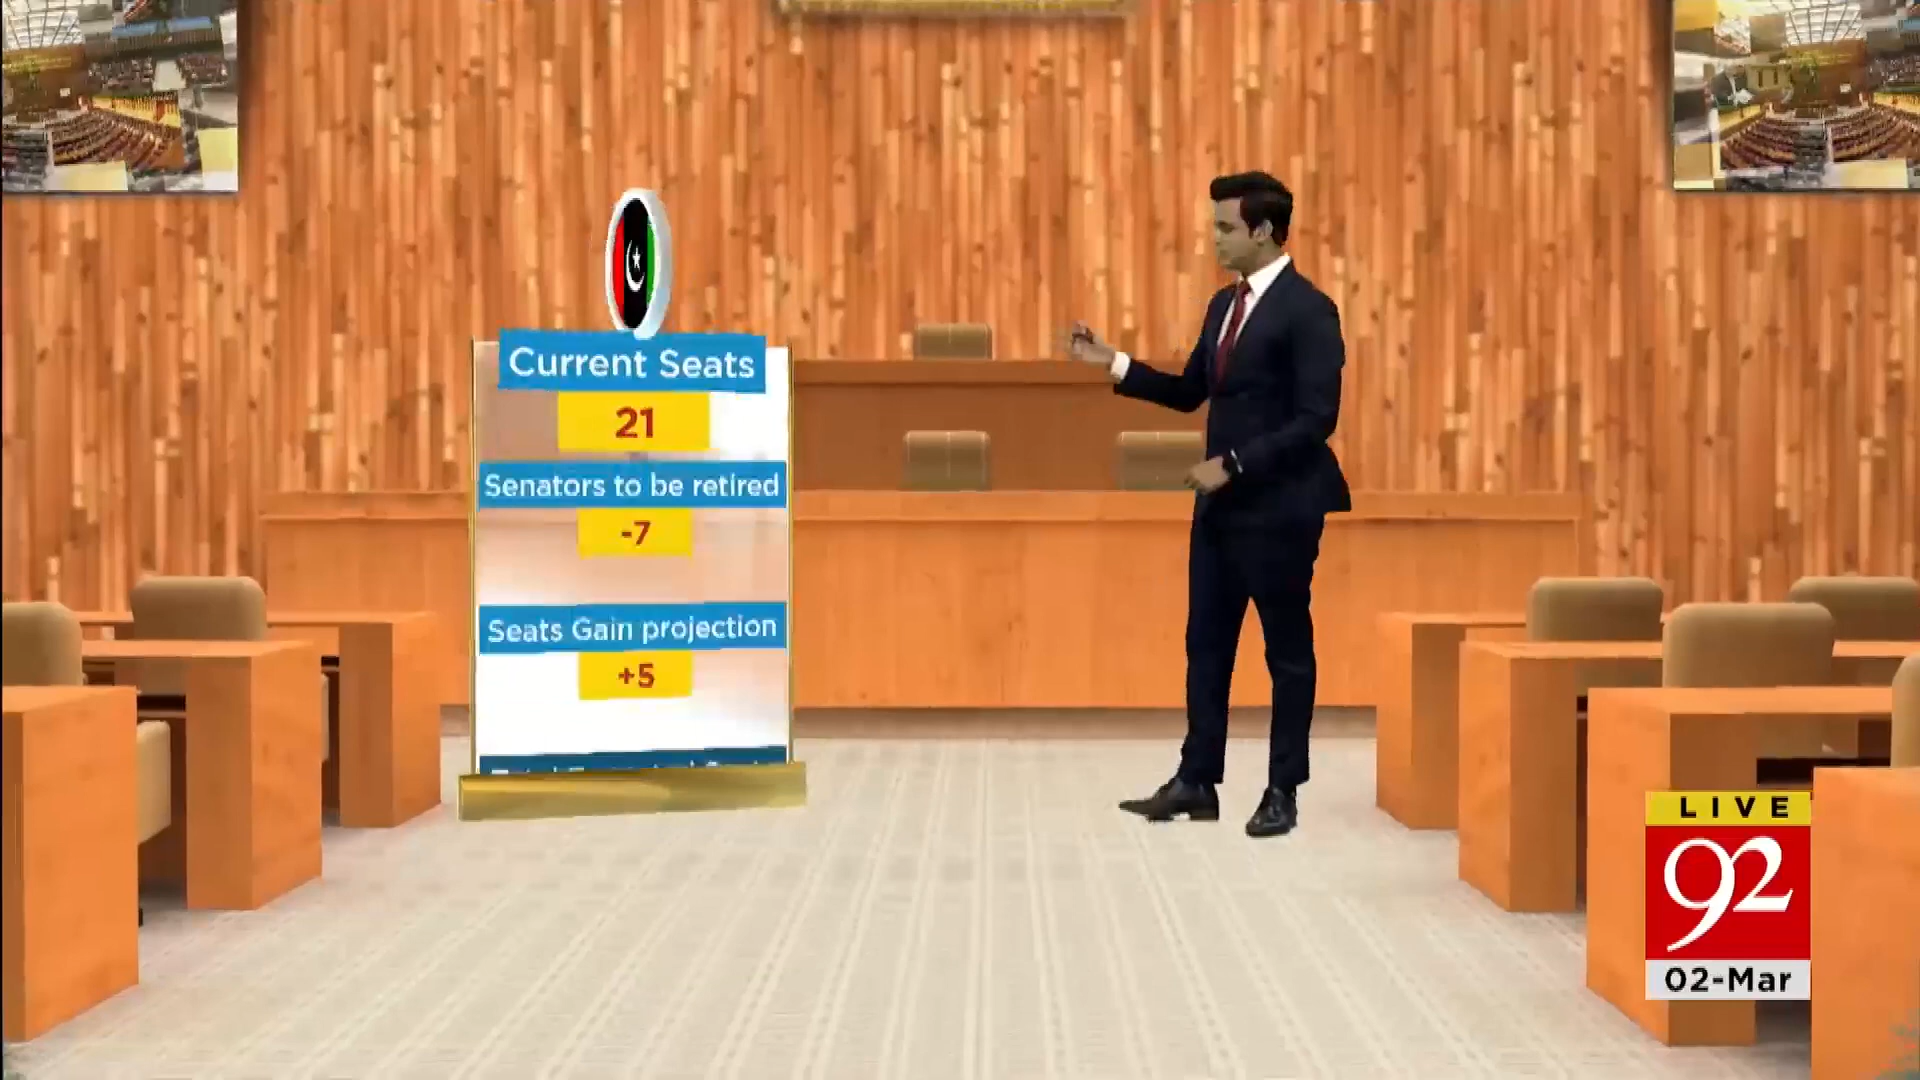 Current Seats
21
Senators to be retired
-7
Seats Gain projection
+5
LIVE
92
02-Mar